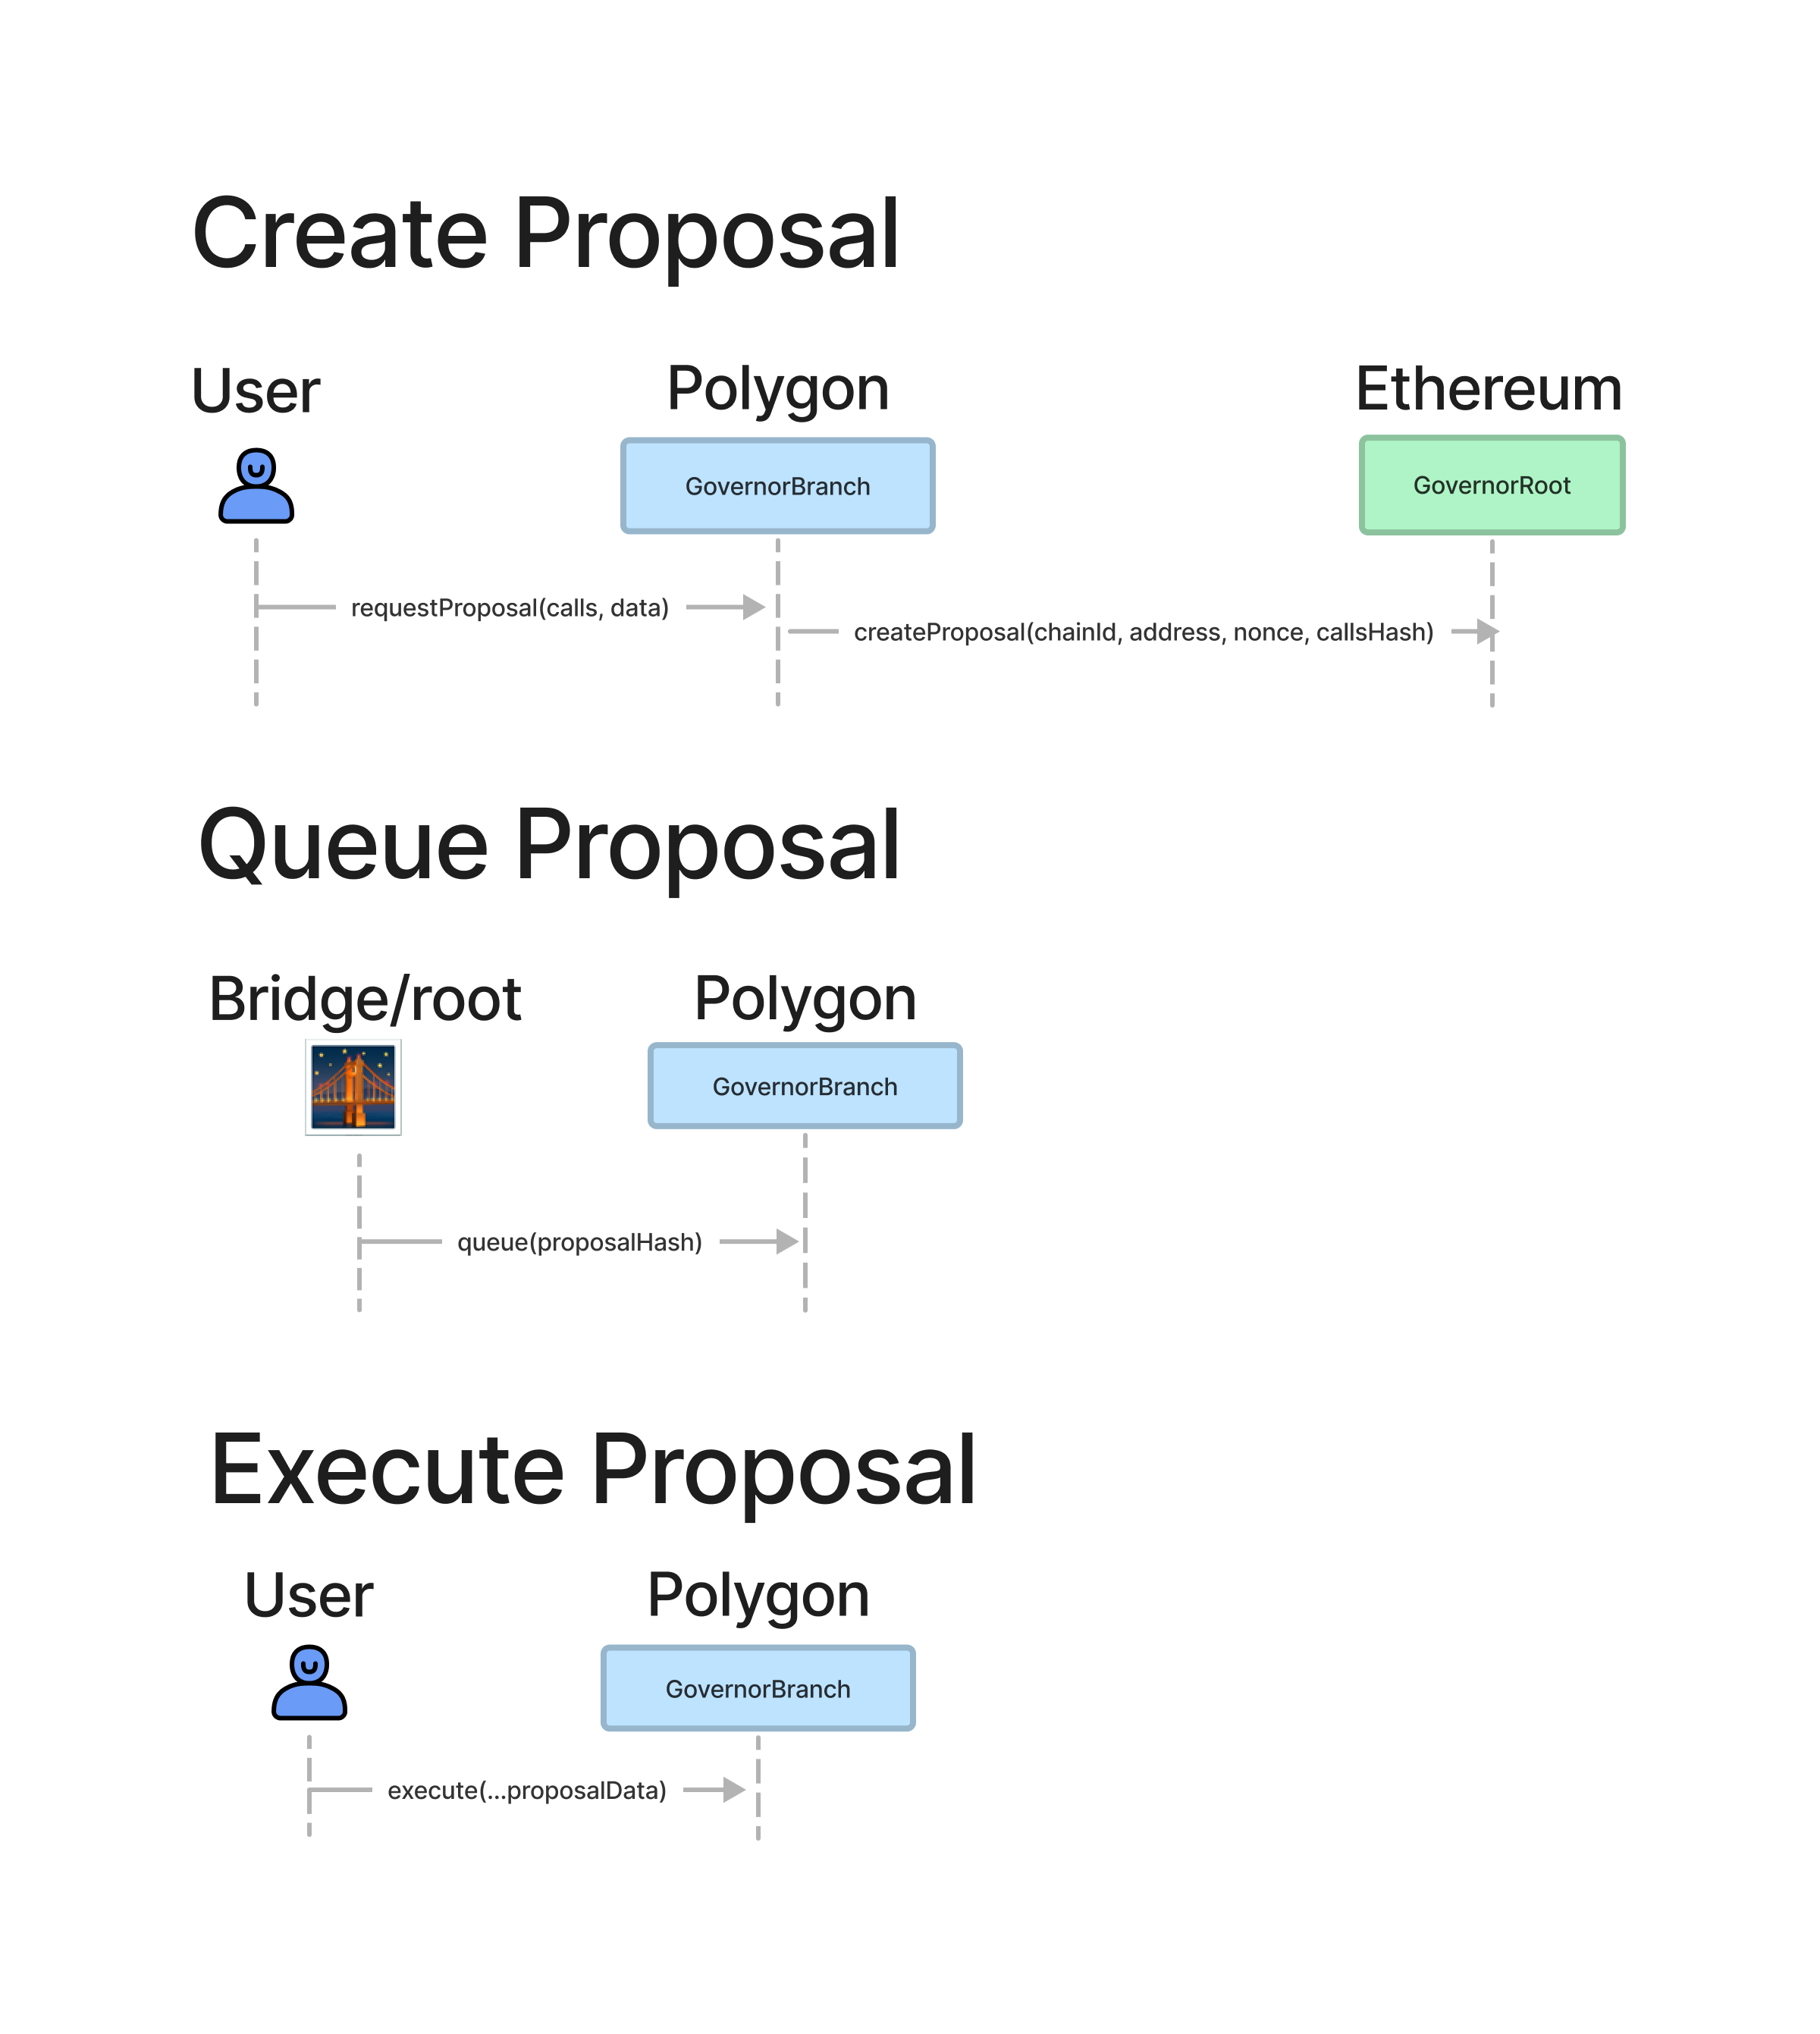 Create Proposal
User
Polygon
Ethereum
GovernorBranch
GovernorRoot
requestProposal(calls, data)
createProposal(chainId, address, nonce, callsHash)
Queue Proposal
Bridge/root
Polygon
GovernorBranch
queue(proposalHash)
Execute Proposal
User
Polygon
GovernorBranch
execute(...proposalData)